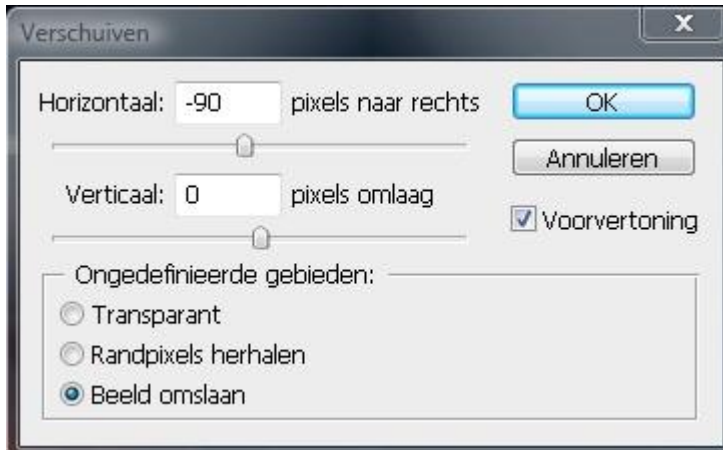 Verschuiven
Horizontaal: -90 pixels naar rechts
OK
Annuleren
Verticaal: 0 pixels omlaag
Voorvertoning
Ongedefinieerde gebieden:
Transparant
Randpixels herhalen
Beeld omslaan